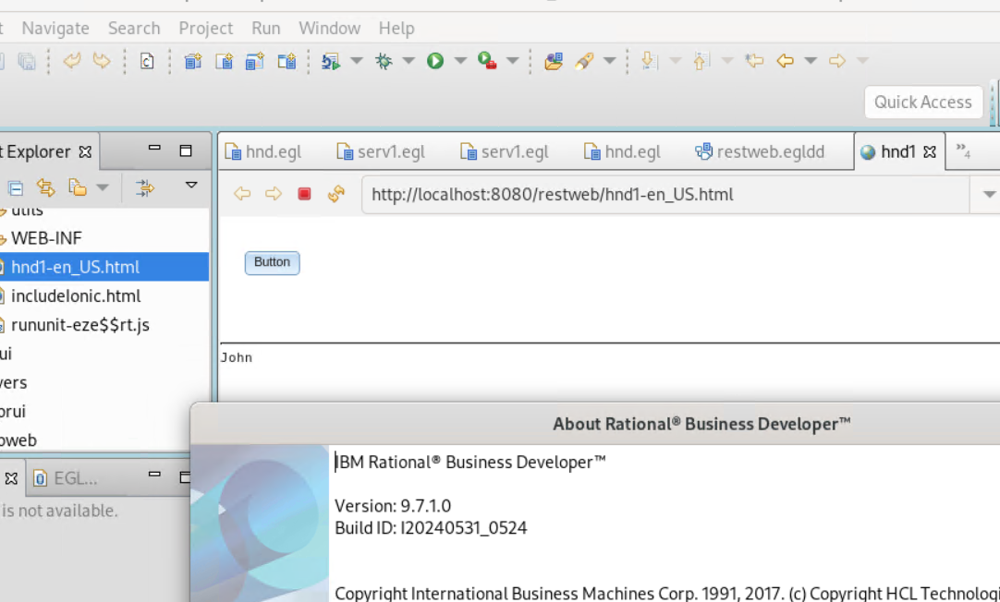 t Navigate Search Project Run Window Help
Quick Access
t Explorer
hnd.egl serv1.egl serv1.egl hnd.egl restweb.egldd hnd1 »4
http://localhost:8080/restweb/hnd1-en_US.html
utils
WEB-INF
hnd1-en_US.html
includeIonic.html
rununit-eze$$rt.js
ui
vers
orui
oweb
Button
John
EGL...
is not available.
About Rational® Business Developer™
IBM Rational® Business Developer™
Version: 9.7.1.0
Build ID: I20240531_0524
Copyright International Business Machines Corp. 1991, 2017. (c) Copyright HCL Technologi